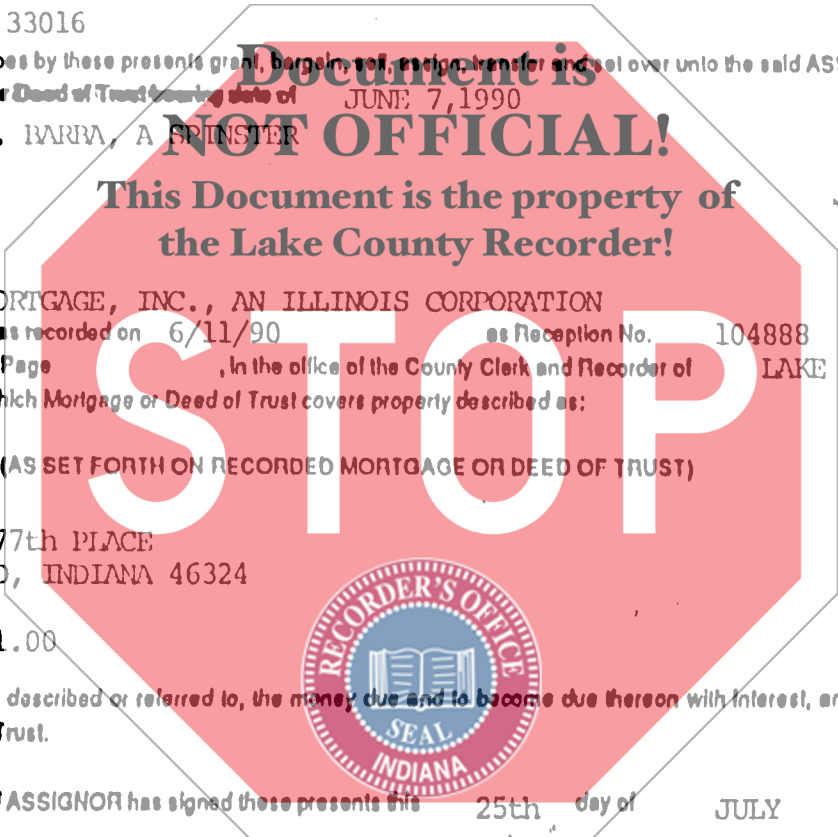 33016
Document is
by these presents grant, bargain, sell, assign, transfer and set over unto the said
Deed of Trust bearing date of JUNE 7,1990
BARBA, A SPINSTER
NOT OFFICIAL!
This Document is the property of
the Lake County Recorder!
RTGAGE, INC., AN ILLINOIS CORPORATION
recorded on 6/11/90 as Reception No. 104888
Page , In the office of the County Clerk and Recorder of LAKE
hich Mortgage or Deed of Trust covers property described as:
STOP
(AS SET FORTH ON RECORDED MORTGAGE OR DEED OF TRUST)
77th PLACE
, INDIANA 46324
RECORDER'S OFFICE
SEAL
INDIANA
.00
described or referred to, the money due and to become due thereon with interest,
Trust.
ASSIGNOR has signed these presents this 25th day of JULY